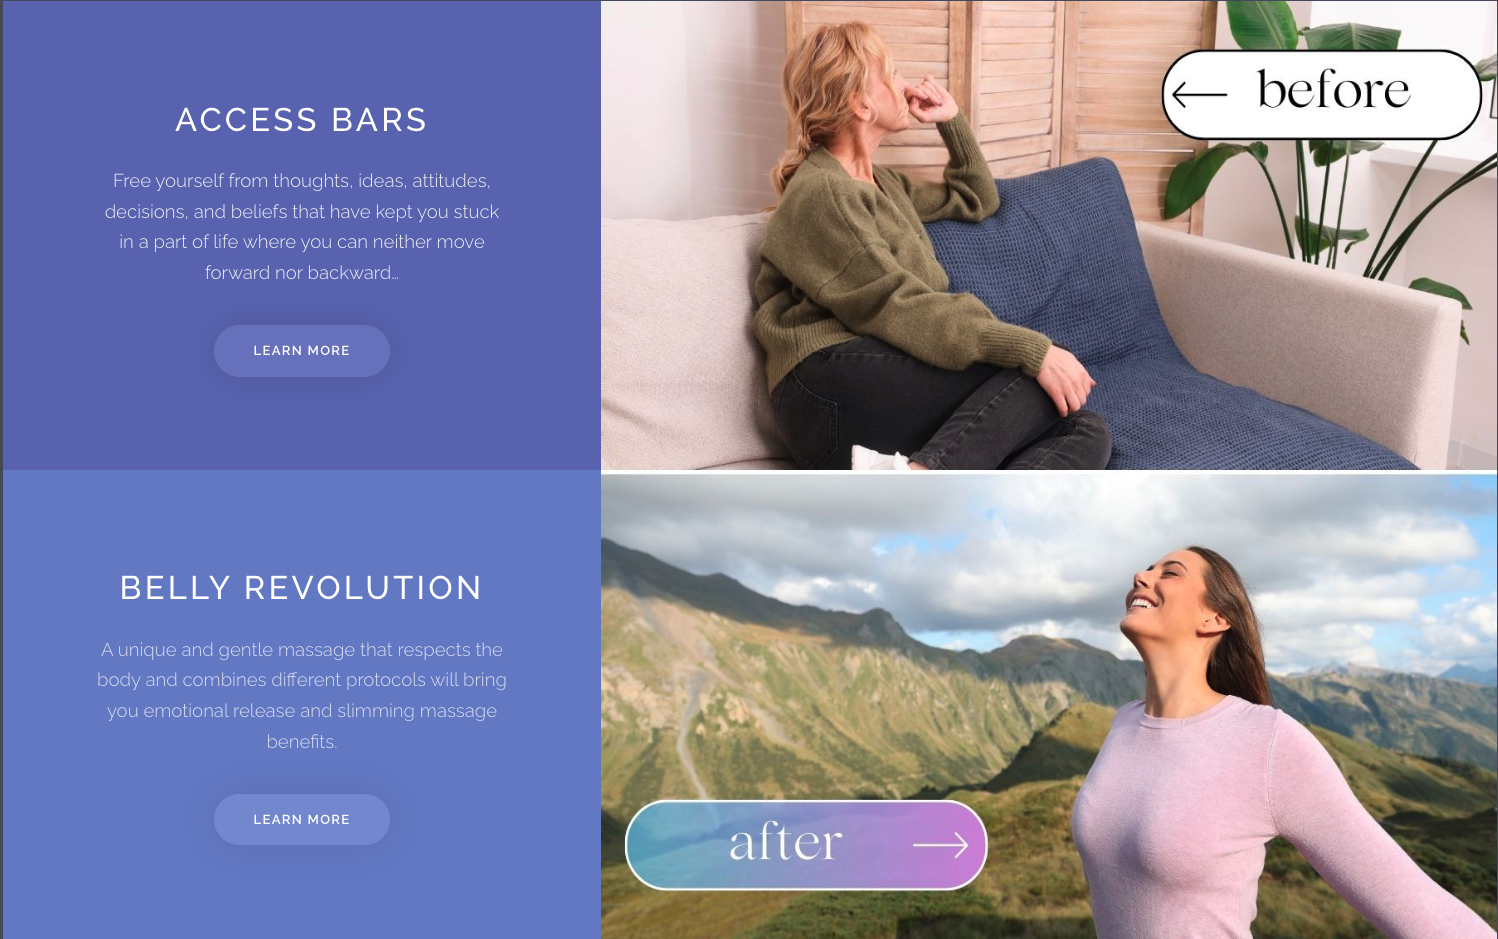 ACCESS BARS
Free yourself from thoughts, ideas, attitudes,
decisions, and beliefs that have kept you stuck
in a part of life where you can neither move
forward nor backward...
LEARN MORE
before
BELLY REVOLUTION
A unique and gentle massage that respects the
body and combines different protocols will bring
you emotional release and slimming massage
benefits.
LEARN MORE
after